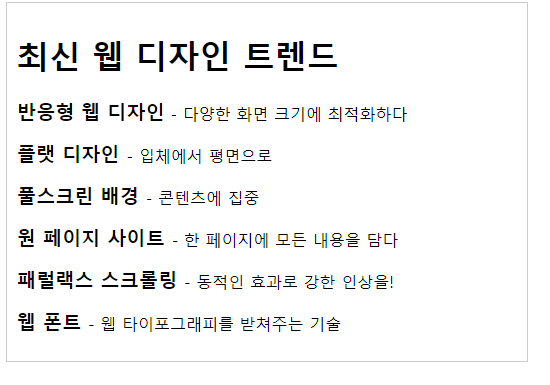 최신 웹 디자인 트렌드
반응형 웹 디자인 - 다양한 화면 크기에 최적화하다
플랫 디자인 - 입체에서 평면으로
풀스크린 배경 - 콘텐츠에 집중
원 페이지 사이트 - 한 페이지에 모든 내용을 담다
패럴랙스 스크롤링 - 동적인 효과로 강한 인상을!
웹 폰트 - 웹 타이포그래피를 받쳐주는 기술